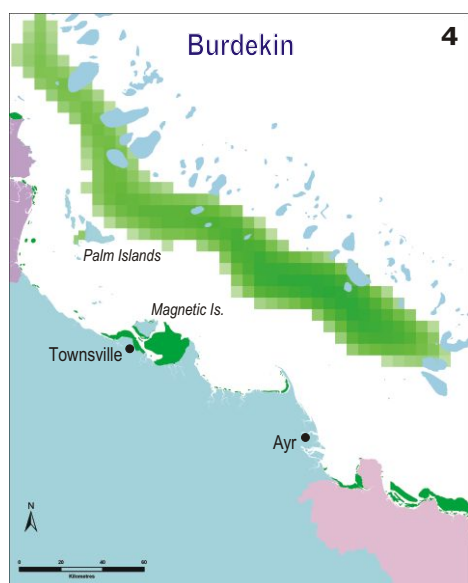 Burdekin
4
Palm Islands
Magnetic Is.
Townsville
Ayr
N
0 20 40 60
Kilometres